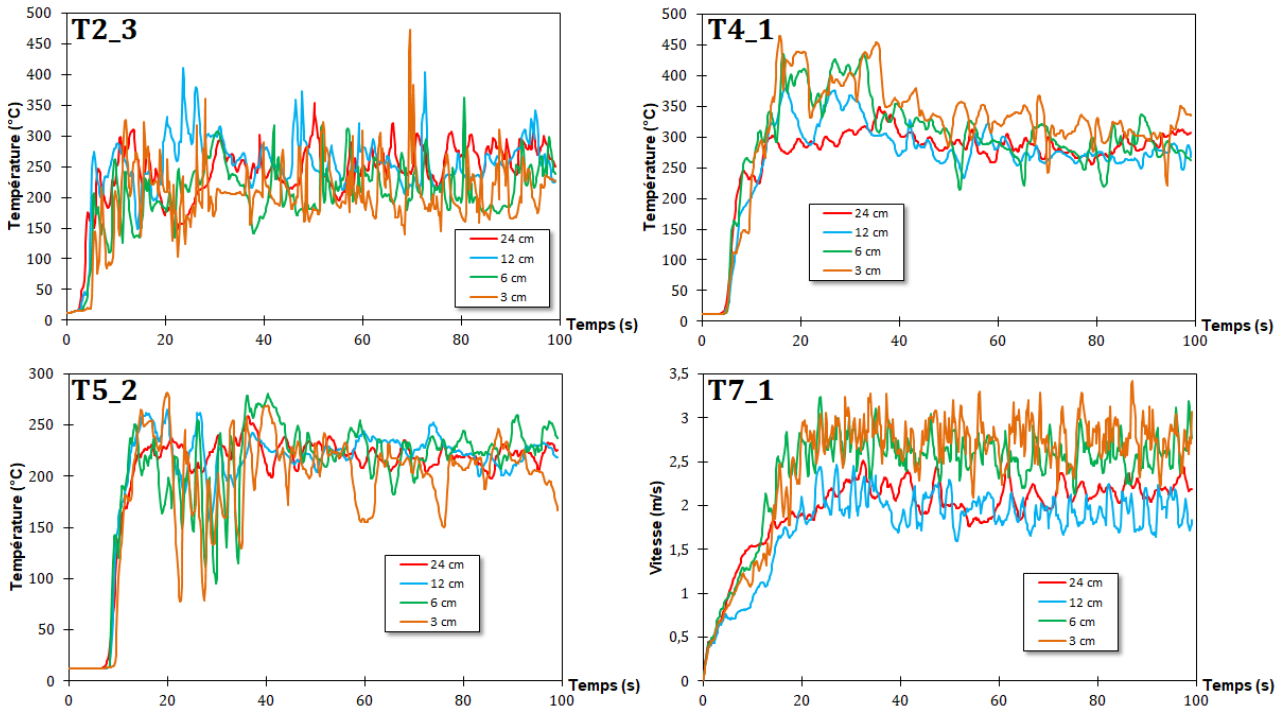 T2_3
Température (°C)
500
450
400
350
300
250
200
150
100
50
0
0 20 40 60 80 100
Temps (s)
24 cm
12 cm
6 cm
3 cm
T4_1
Température (°C)
500
450
400
350
300
250
200
150
100
50
0
0 20 40 60 80 100
Temps (s)
24 cm
12 cm
6 cm
3 cm
T5_2
Température (°C)
300
250
200
150
100
50
0
0 20 40 60 80 100
Temps (s)
24 cm
12 cm
6 cm
3 cm
T7_1
Vitesse (m/s)
3,5
3
2,5
2
1,5
1
0,5
0
0 20 40 60 80 100
Temps (s)
24 cm
12 cm
6 cm
3 cm